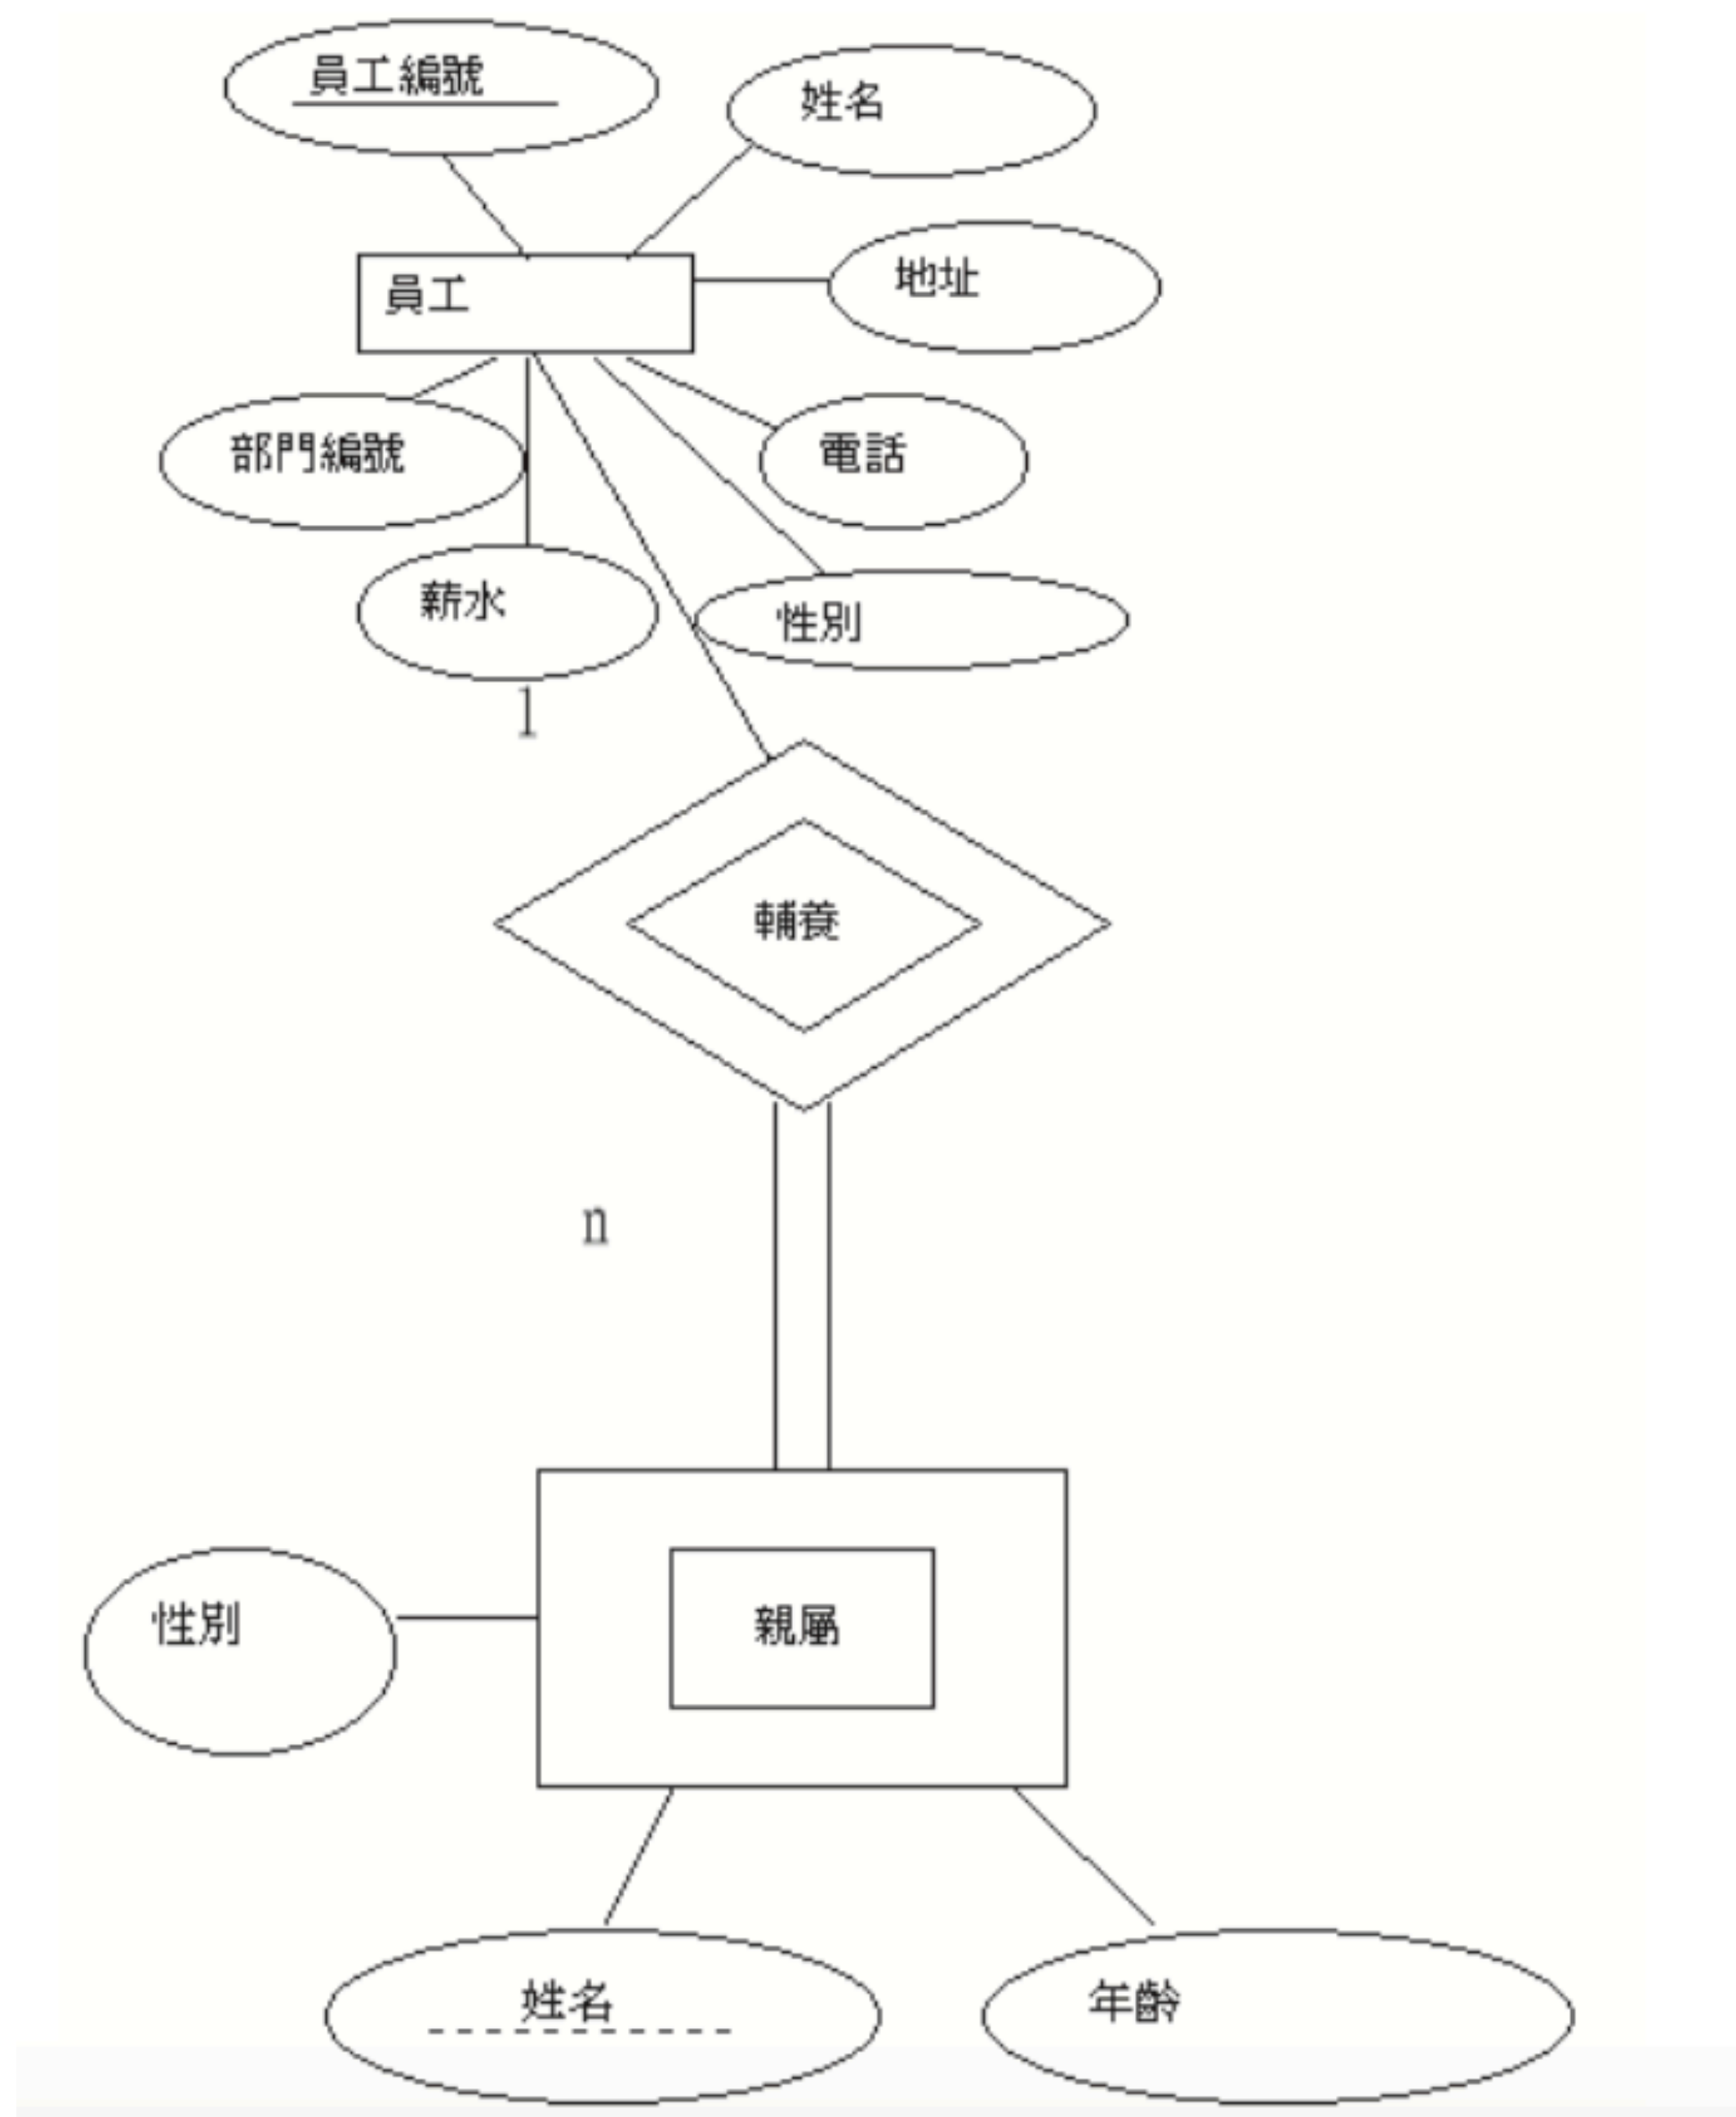 員工編號
姓名
員工
地址
部門編號
電話
薪水
性別
1
輔養
n
親屬
性別
姓名
年齡